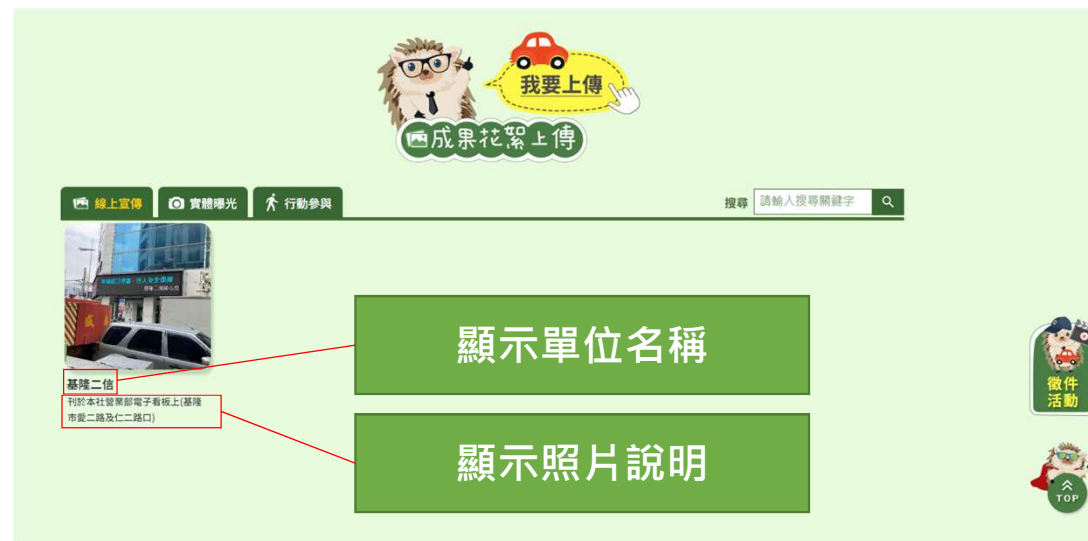 我要上傳
成果花絮上傳
線上宣傳
實體曝光
行動參與
搜尋
請輸入搜尋關鍵字
基隆二信
刊於本社營業部電子看板上(基隆
市愛二路及仁二路口)
顯示單位名稱
顯示照片說明
徵件
活動
TOP